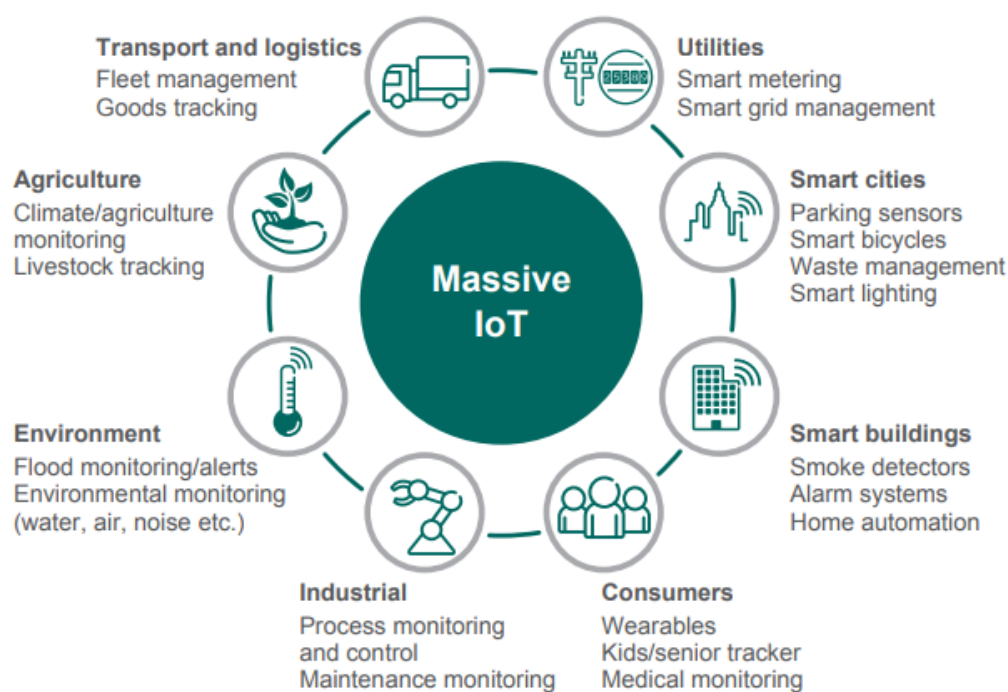 Transport and logistics
Fleet management
Goods tracking
Utilities
Smart metering
Smart grid management
Agriculture
Climate/agriculture
monitoring
Livestock tracking
Smart cities
Parking sensors
Smart bicycles
Waste management
Smart lighting
Massive
IoT
Environment
Flood monitoring/alerts
Environmental monitoring
(water, air, noise etc.)
Smart buildings
Smoke detectors
Alarm systems
Home automation
Industrial
Process monitoring
and control
Maintenance monitoring
Consumers
Wearables
Kids/senior tracker
Medical monitoring